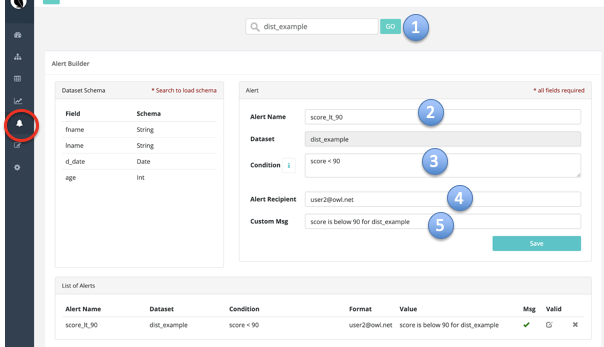 dist_example GO 1
Alert Builder
Dataset Schema * Search to load schema
Field Schema
fname String
lname String
d_date Date
age Int
Alert * all fields required
Alert Name score_lt_90 2
Dataset dist_example
Condition i score < 90 3
Alert Recipient user2@owl.net 4
Custom Msg score is below 90 for dist_example 5
Save
List of Alerts
Alert Name Dataset Condition Format Value Msg Valid
score_lt_90 dist_example score < 90 user2@owl.net score is below 90 for dist_example